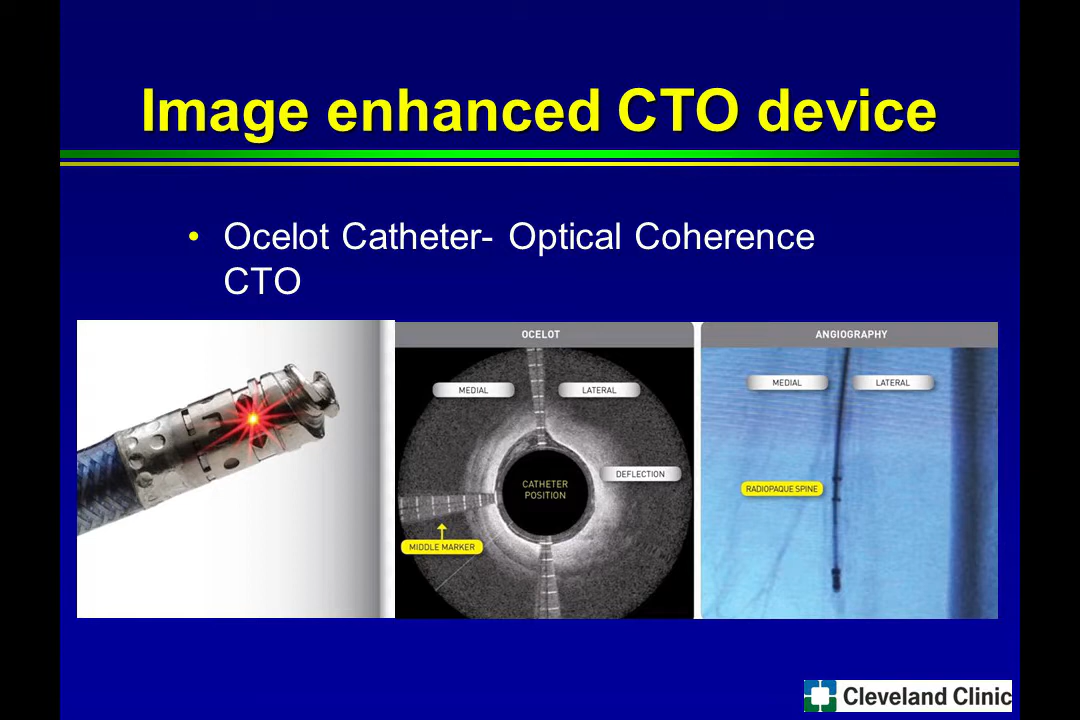 Image enhanced CTO device
• Ocelot Catheter- Optical Coherence
CTO
OCELOT
MEDIAL
LATERAL
DEFLECTION
CATHETER
POSITION
MIDDLE MARKER
ANGIOGRAPHY
MEDIAL
LATERAL
RADIOPAQUE SPINE
Cleveland Clinic